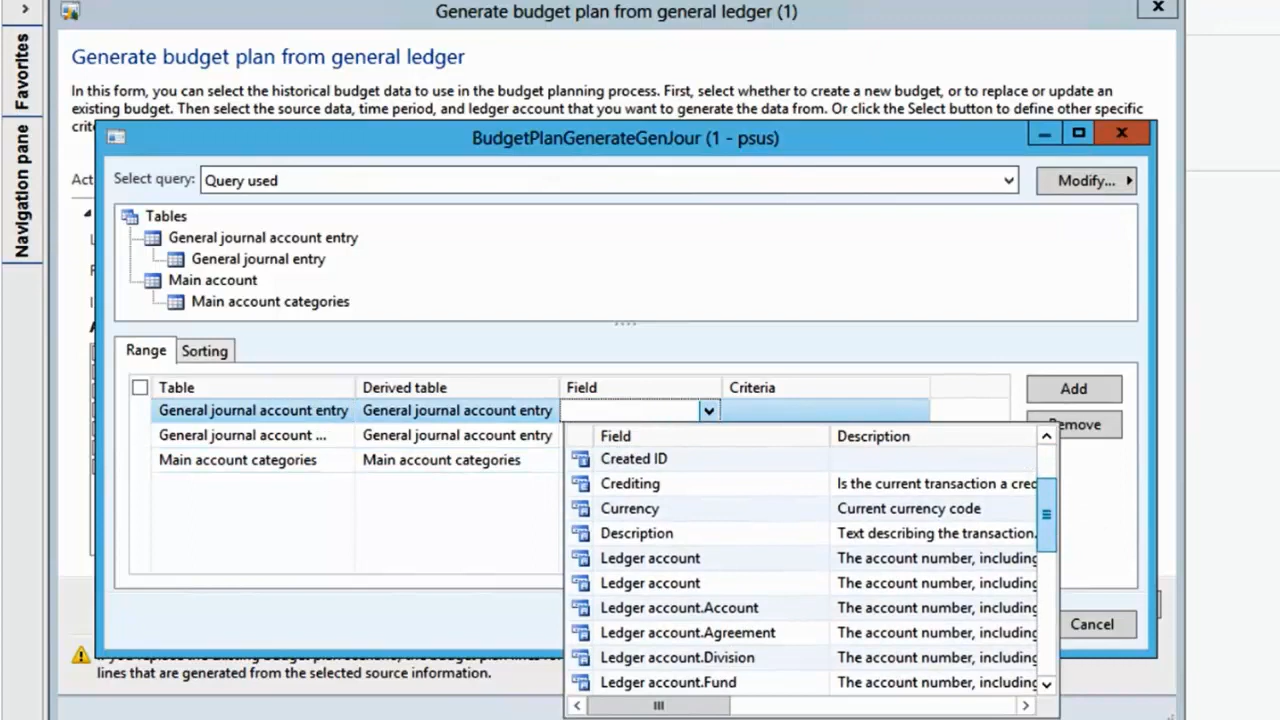 Generate budget plan from general ledger (1)
Favorites
Navigation pane
Generate budget plan from general ledger
In this form, you can select the historical budget data to use in the budget planning process. First, select whether to create a new budget, or to replace or update an
existing budget. Then select the source data, time period, and ledger account that you want to generate the data from. Or click the Select button to define other specific
crite
BudgetPlanGenerateGenJour (1 - psus)
Act
Select query:
Query used
Modify...
Tables
General journal account entry
General journal entry
Main account
Main account categories
Range
Sorting
Table
Derived table
Field
Criteria
Add
General journal account entry
General journal account entry
Remove
General journal account ...
General journal account entry
Main account categories
Main account categories
Field
Description
Created ID
Crediting
Is the current transaction a cred
Currency
Current currency code
Description
Text describing the transaction.
Ledger account
The account number, including
Ledger account
The account number, including
Ledger account.Account
The account number, including
Ledger account.Agreement
The account number, including
Ledger account.Division
The account number, including
Ledger account.Fund
The account number, including
Cancel
lines that are generated from the selected source information.